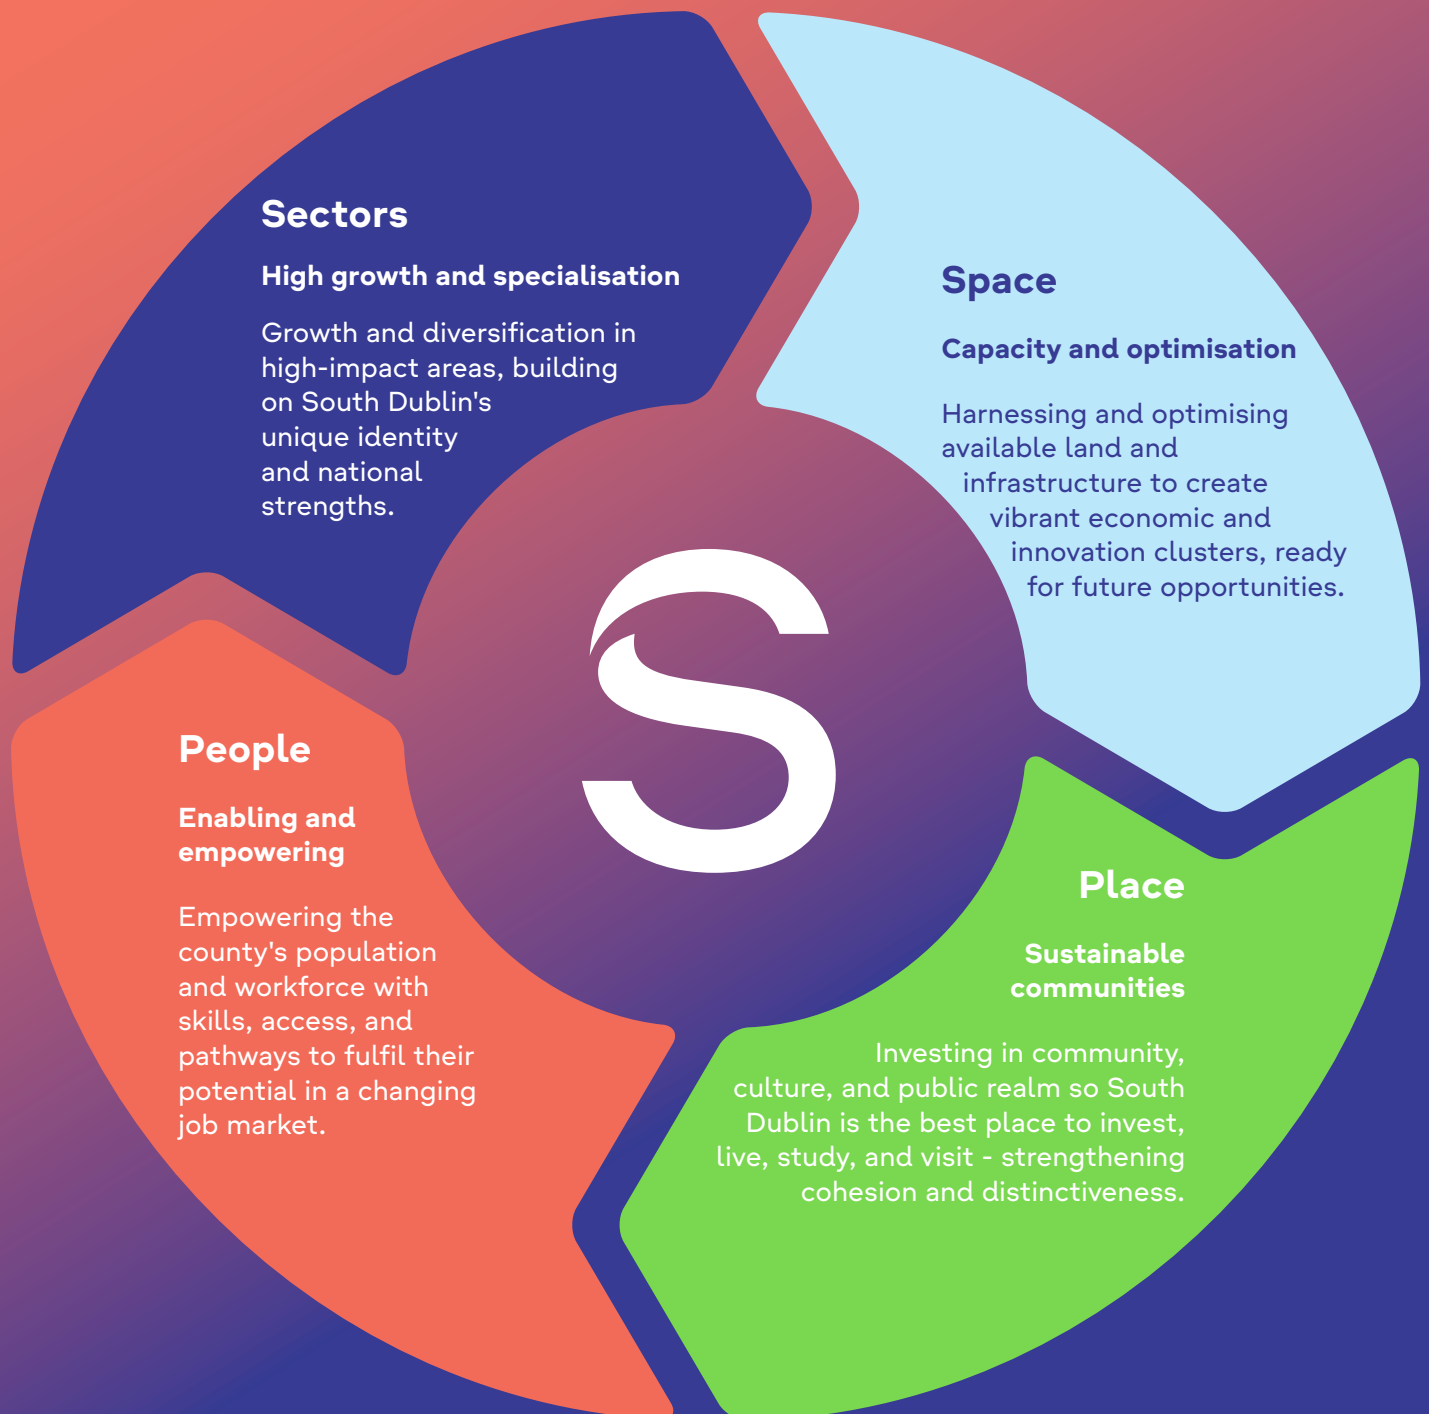 Sectors
High growth and specialisation
Growth and diversification in
high-impact areas, building
on South Dublin's
unique identity
and national
strengths.
Space
Capacity and optimisation
Harnessing and optimising
available land and
infrastructure to create
vibrant economic and
innovation clusters, ready
for future opportunities.
S
People
Enabling and
empowering
Empowering the
county's population
and workforce with
skills, access, and
pathways to fulfil their
potential in a changing
job market.
Place
Sustainable
communities
Investing in community,
culture, and public realm so South
Dublin is the best place to invest,
live, study, and visit - strengthening
cohesion and distinctiveness.